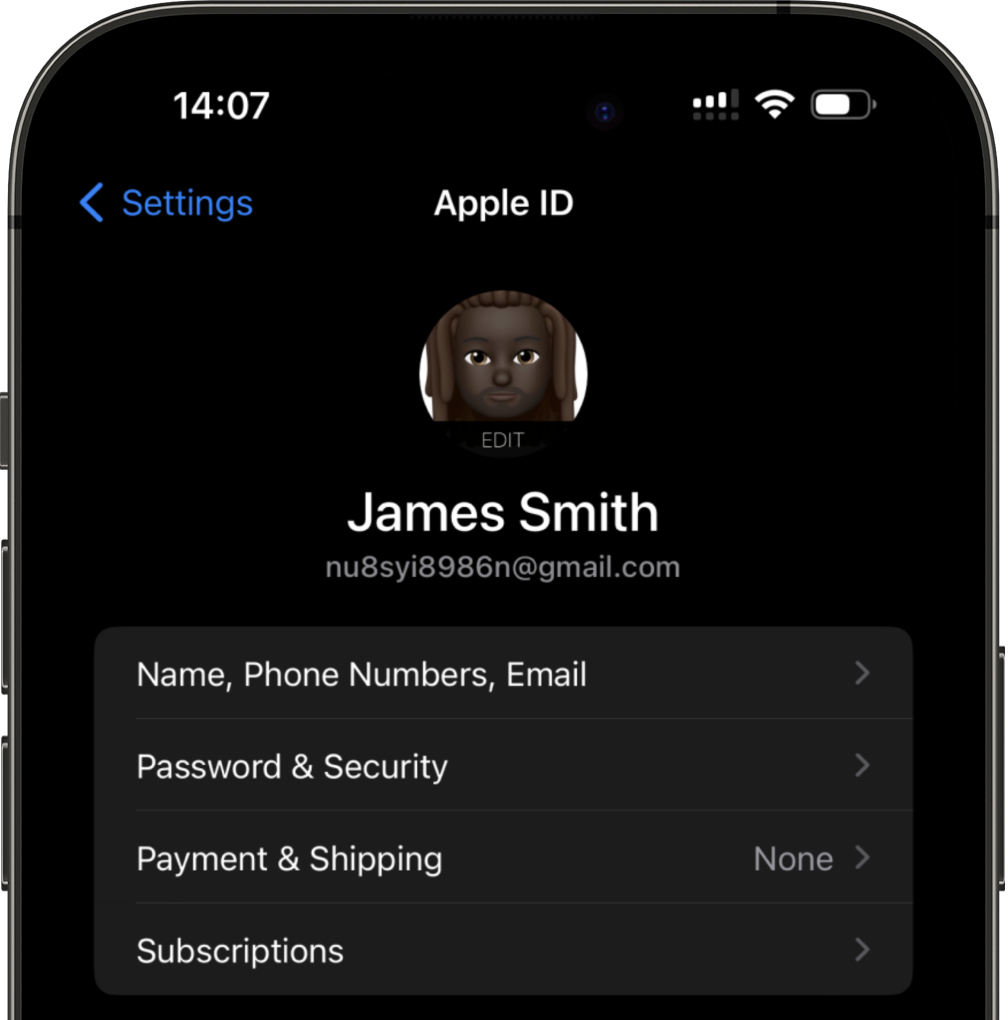 14:07
Settings
Apple ID
EDIT
James Smith
nu8syi8986n@gmail.com
Name, Phone Numbers, Email
Password & Security
Payment & Shipping None
Subscriptions